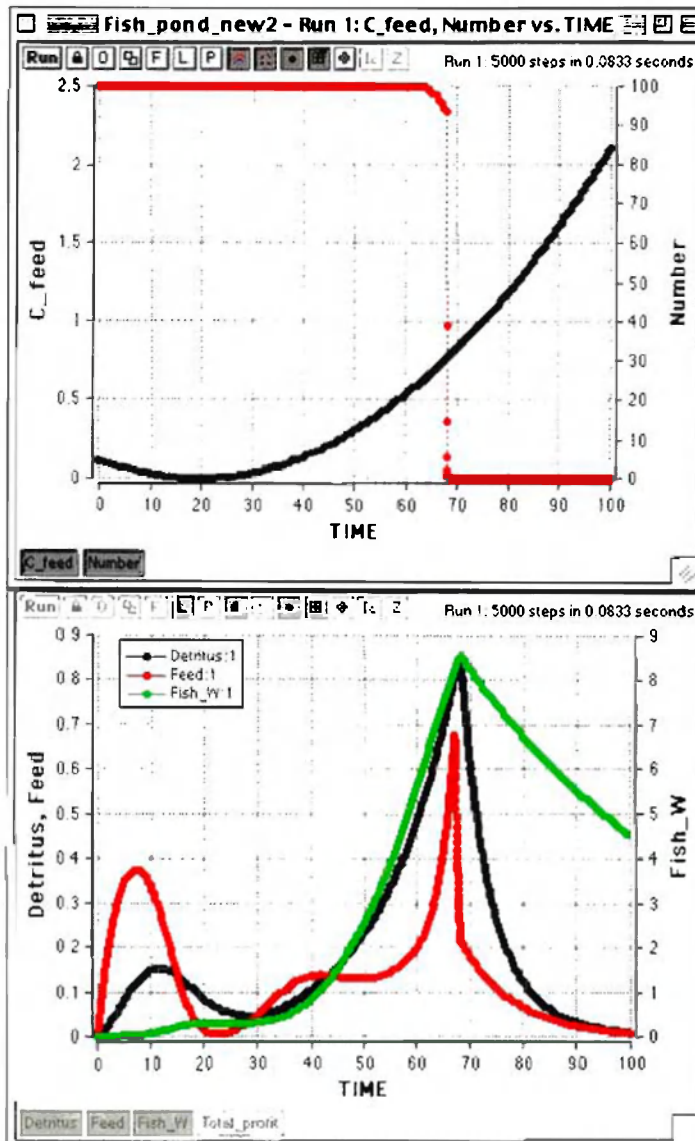 Fish_pond_new2 – Run 1: C_feed, Number vs. TIME
Run O F L P Z Run 1: 5000 steps in 0.0833 seconds
2.5 100
90
2 80
70
1.5 60
50
1 40
30
0.5 20
10
0 0
C_feed
Number
0 10 20 30 40 50 60 70 80 90 100
TIME
C_feed Number
Run O F L P Z Run 1: 5000 steps in 0.0833 seconds
0.9 9
0.8 8
0.7 7
0.6 6
0.5 5
0.4 4
0.3 3
0.2 2
0.1 1
0 0
Detritus:1
Feed:1
Fish_W:1
Detritus, Feed
Fish_W
0 10 20 30 40 50 60 70 80 90 100
TIME
Detritus Feed Fish_W Total_profit